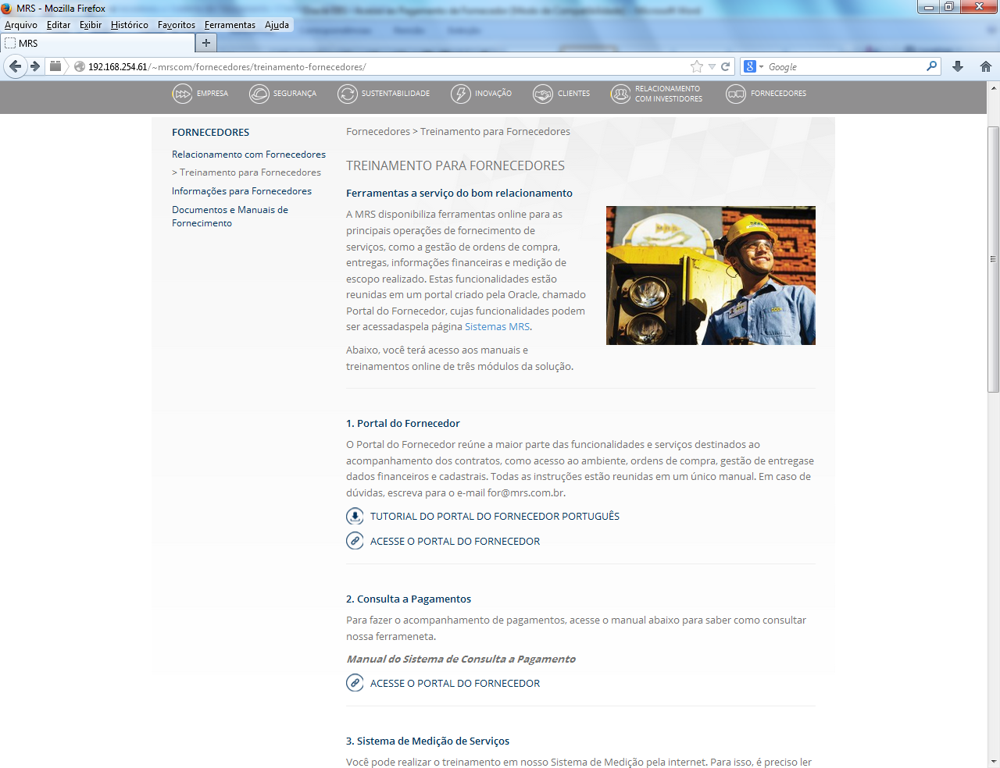 MRS - Mozilla Firefox
Arquivo Editar Exibir Histórico Favoritos Ferramentas Ajuda
MRS
192.168.254.61/~mrscom/fornecedores/treinamento-fornecedores/
Google
EMPRESA
SEGURANÇA
SUSTENTABILIDADE
INOVAÇÃO
CLIENTES
RELACIONAMENTO
COM INVESTIDORES
FORNECEDORES
FORNECEDORES
Relacionamento com Fornecedores
> Treinamento para Fornecedores
Informações para Fornecedores
Documentos e Manuais de
Fornecimento
Fornecedores > Treinamento para Fornecedores
TREINAMENTO PARA FORNECEDORES
Ferramentas a serviço do bom relacionamento
A MRS disponibiliza ferramentas online para as
principais operações de fornecimento de
serviços, como a gestão de ordens de compra,
entregas, informações financeiras e medição de
escopo realizado. Estas funcionalidades estão
reunidas em um portal criado pela Oracle, chamado
Portal do Fornecedor, cujas funcionalidades podem
ser acessadaspela página Sistemas MRS.
Abaixo, você terá acesso aos manuais e
treinamentos online de três módulos da solução.
1. Portal do Fornecedor
O Portal do Fornecedor reúne a maior parte das funcionalidades e serviços destinados ao
acompanhamento dos contratos, como acesso ao ambiente, ordens de compra, gestão de entregase
dados financeiros e cadastrais. Todas as instruções estão reunidas em um único manual. Em caso de
dúvidas, escreva para o e-mail for@mrs.com.br.
TUTORIAL DO PORTAL DO FORNECEDOR PORTUGUÊS
ACESSE O PORTAL DO FORNECEDOR
2. Consulta a Pagamentos
Para fazer o acompanhamento de pagamentos, acesse o manual abaixo para saber como consultar
nossa ferrameneta.
Manual do Sistema de Consulta a Pagamento
ACESSE O PORTAL DO FORNECEDOR
3. Sistema de Medição de Serviços
Você pode realizar o treinamento em nosso Sistema de Medição pela internet. Para isso, é preciso ler